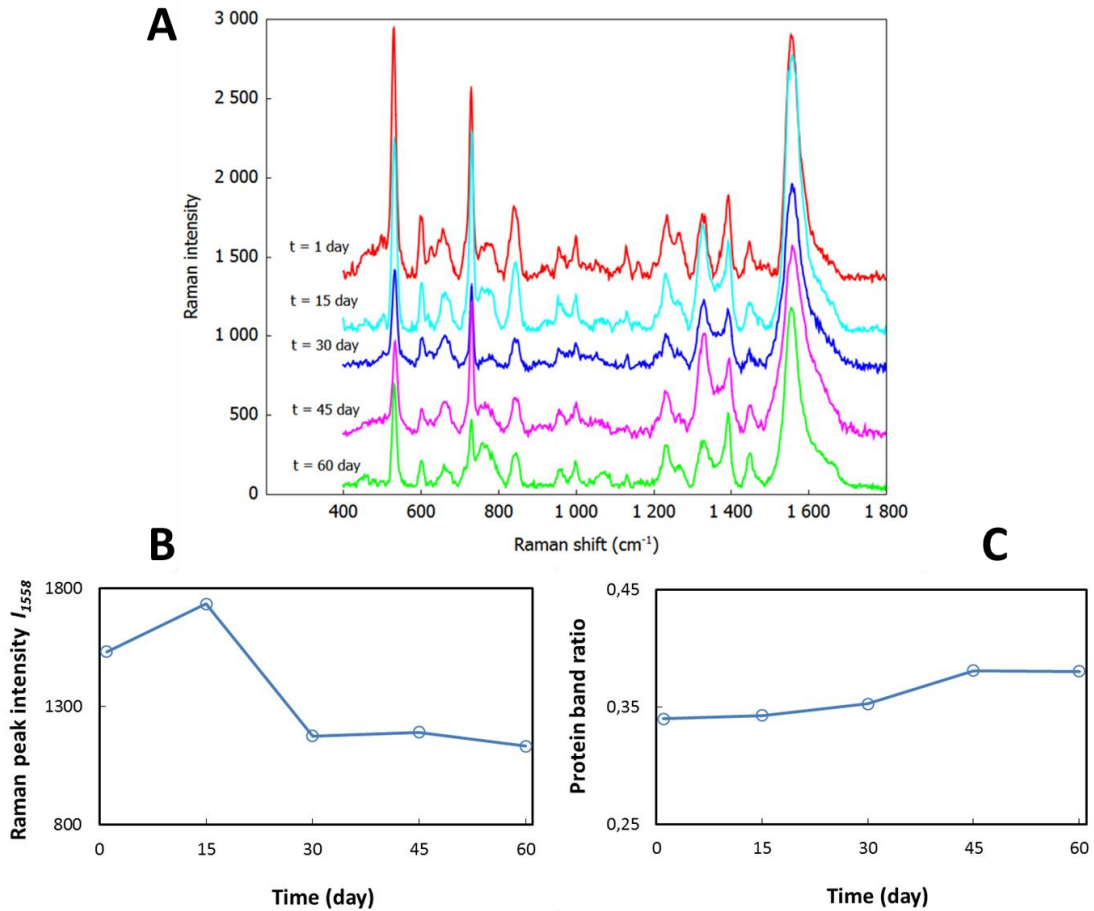 A
3 000
2 500
2 000
1 500
1 000
500
0
Raman intensity
t = 1 day
t = 15 day
t = 30 day
t = 45 day
t = 60 day
400 600 800 1 000 1 200 1 400 1 600 1 800
Raman shift (cm-1)
B
1800
1300
800
Raman peak intensity I1558
0 15 30 45 60
Time (day)
C
0,45
0,35
0,25
Protein band ratio
0 15 30 45 60
Time (day)